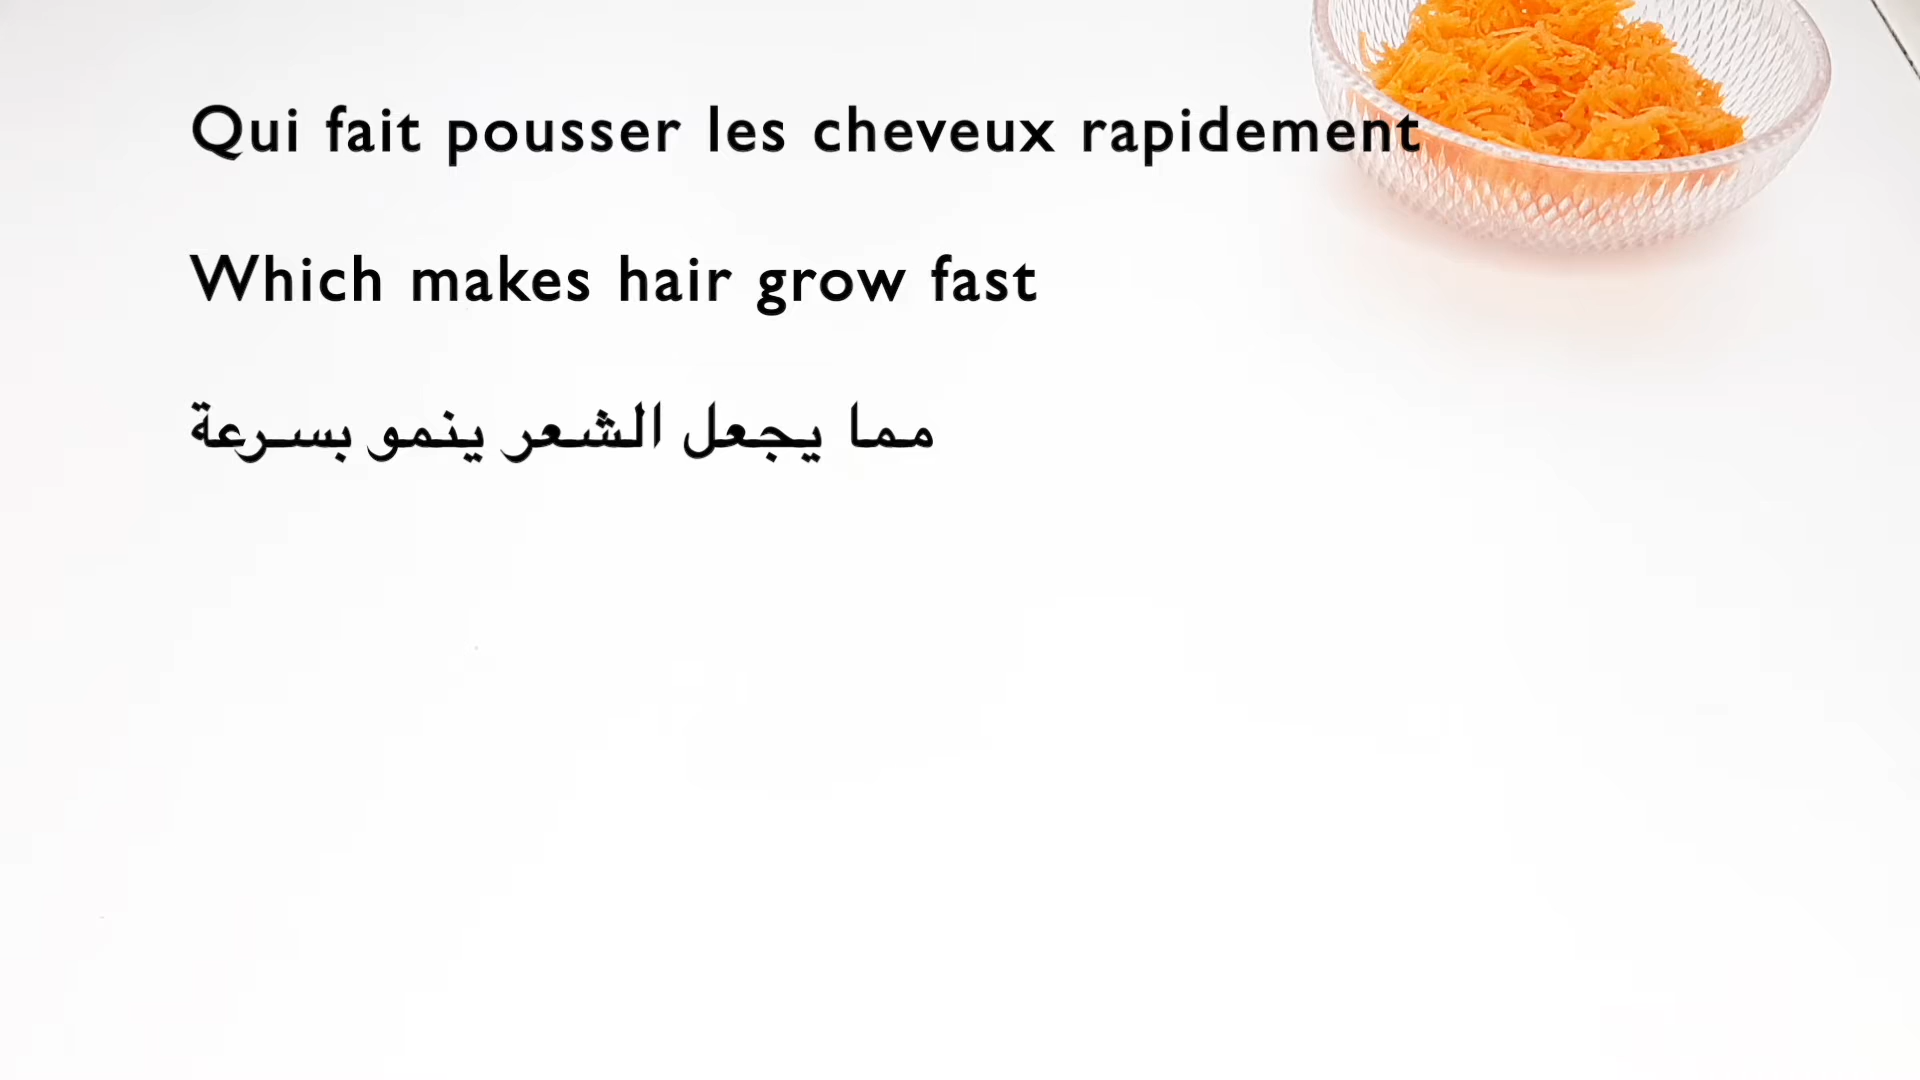 Qui fait pousser les cheveux rapidement
Which makes hair grow fast
مما يجعل الشعر ينمو بسرعة